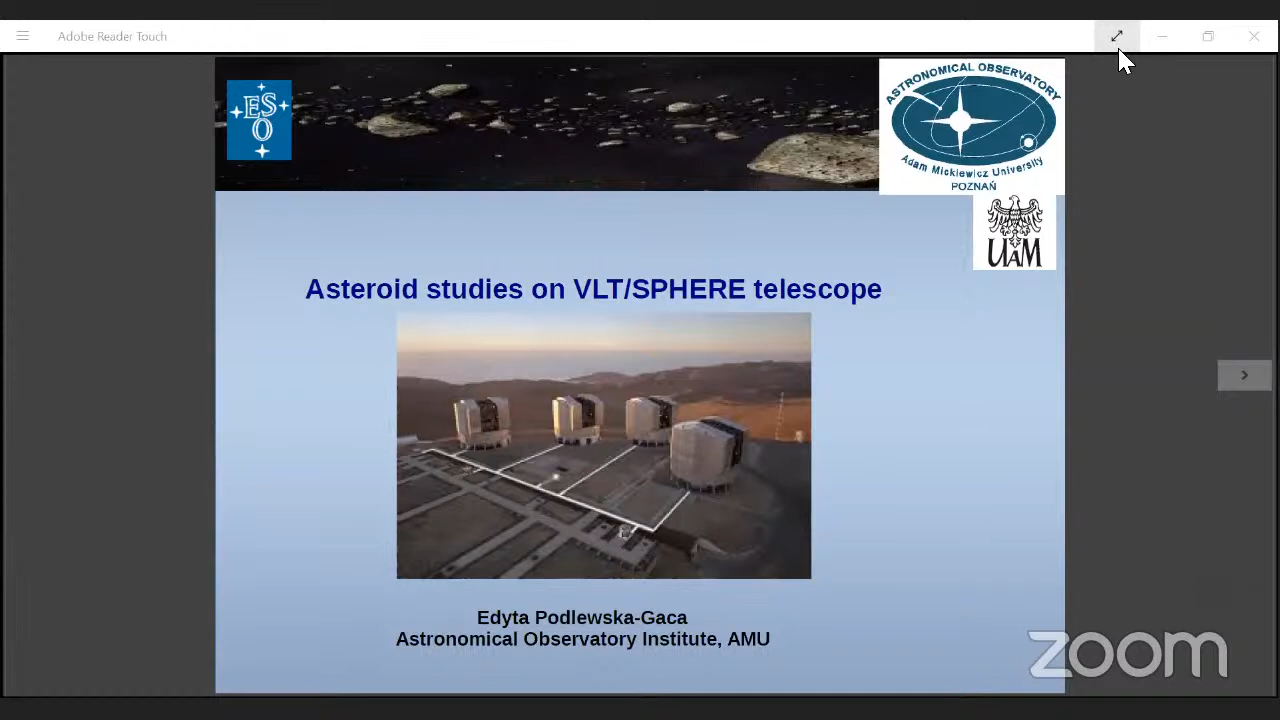 Adobe Reader Touch
ESO
ASTRONOMICAL OBSERVATORY
Adam Mickiewicz University
POZNAŃ
UAM
Asteroid studies on VLT/SPHERE telescope
Edyta Podlewska-Gaca
Astronomical Observatory Institute, AMU
zoom